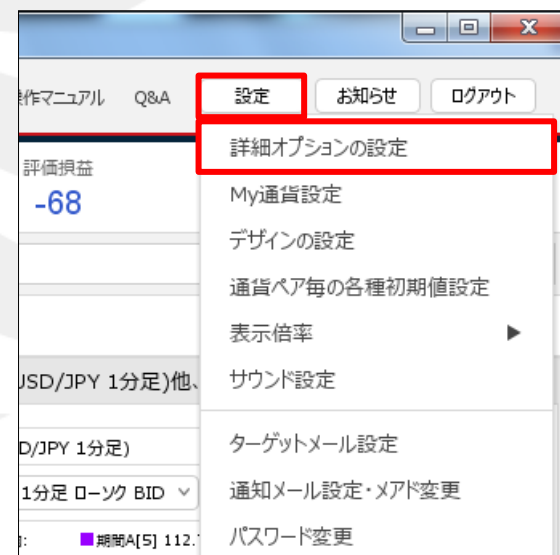 作マニュアル Q&A 設定 お知らせ ログアウト
評価損益
-68
詳細オプションの設定
My通貨設定
デザインの設定
通貨ペア毎の各種初期値設定
表示倍率 ▶
サウンド設定
ターゲットメール設定
通知メール設定・メアド変更
パスワード変更
USD/JPY 1分足)他、
D/JPY 1分足)
1分足 ローソク BID
期間A[5] 112.